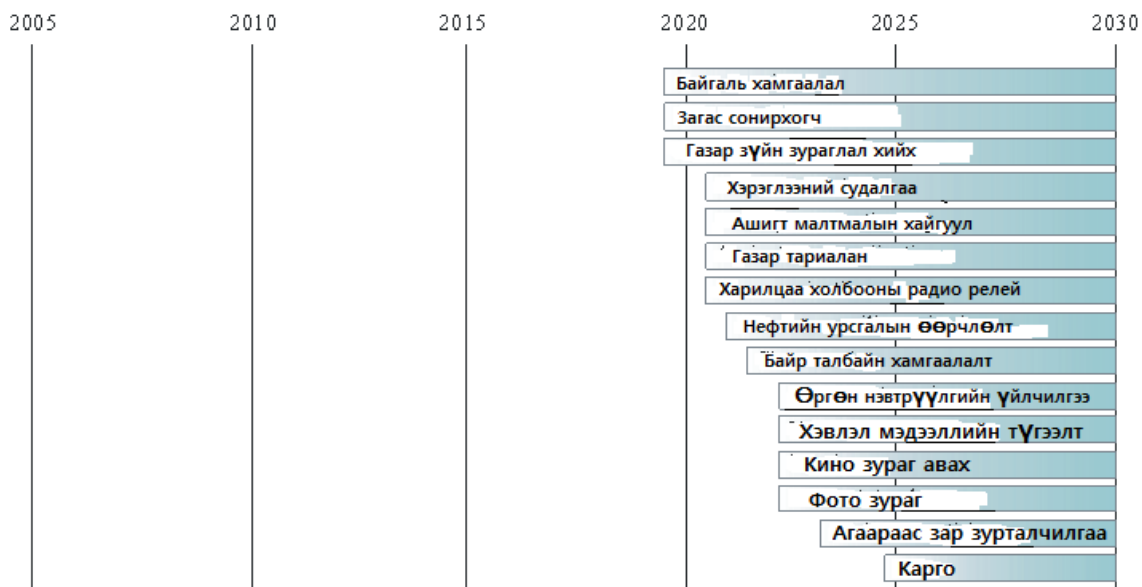 2005 2010 2015 2020 2025 2030
Байгаль хамгаалал
Загас сонирхогч
Газар зүйн зураглал хийх
Хэрэглээний судалгаа
Ашигт малтмалын хайгуул
Газар тариалан
Харилцаа холбооны радио релей
Нефтийн урсгалын өөрчлөлт
Байр талбайн хамгаалалт
Өргөн нэвтрүүлгийн үйлчилгээ
Хэвлэл мэдээллийн түгээлт
Кино зураг авах
Фото зураг
Агаараас зар зурталчилгаа
Карго